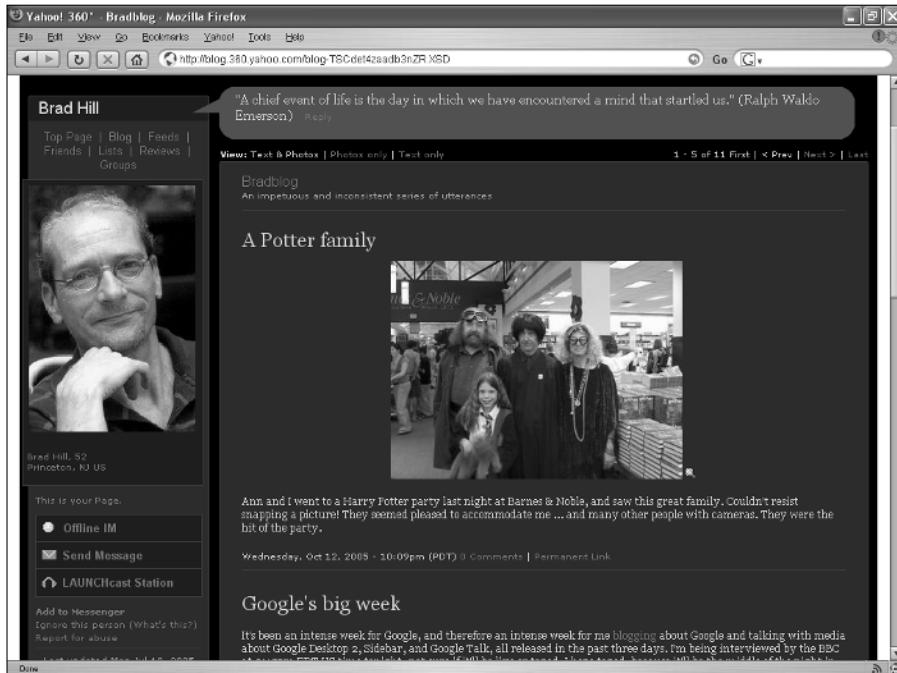 Yahoo! 360° - Bradblog - Mozilla Firefox
File Edit View Go Bookmarks Yahoo! Tools Help
Go
Brad Hill
"A chief event of life is the day in which we have encountered a mind that startled us." (Ralph Waldo
Emerson) Reply
Top Page | Blog | Feeds |
Friends | Lists | Reviews |
Groups
View: Text & Photos | Photos only | Text only
1 - 5 of 11 First | < Prev | Next > | Last
Bradblog
An impetuous and inconsistent series of utterances
A Potter family
& Noble
Brad Hill, 52
Princeton, NJ US
This is your Page.
Offline IM
Send Message
LAUNCHcast Station
Add to Messenger
Ignore this person (What's this?)
Report for abuse
Ann and I went to a Harry Potter party last night at Barnes & Noble, and saw this great family. Couldn't resist
snapping a picture! They seemed pleased to accommodate me ... and many other people with cameras. They were the
hit of the party.
Wednesday, Oct 12, 2005 - 10:09pm (PDT) 0 Comments | Permanent Link
Google's big week
It's been an intense week for Google, and therefore an intense week for me blogging about Google and talking with media
about Google Desktop 2, Sidebar, and Google Talk, all released in the past three days. I'm being interviewed by the BBC
Done